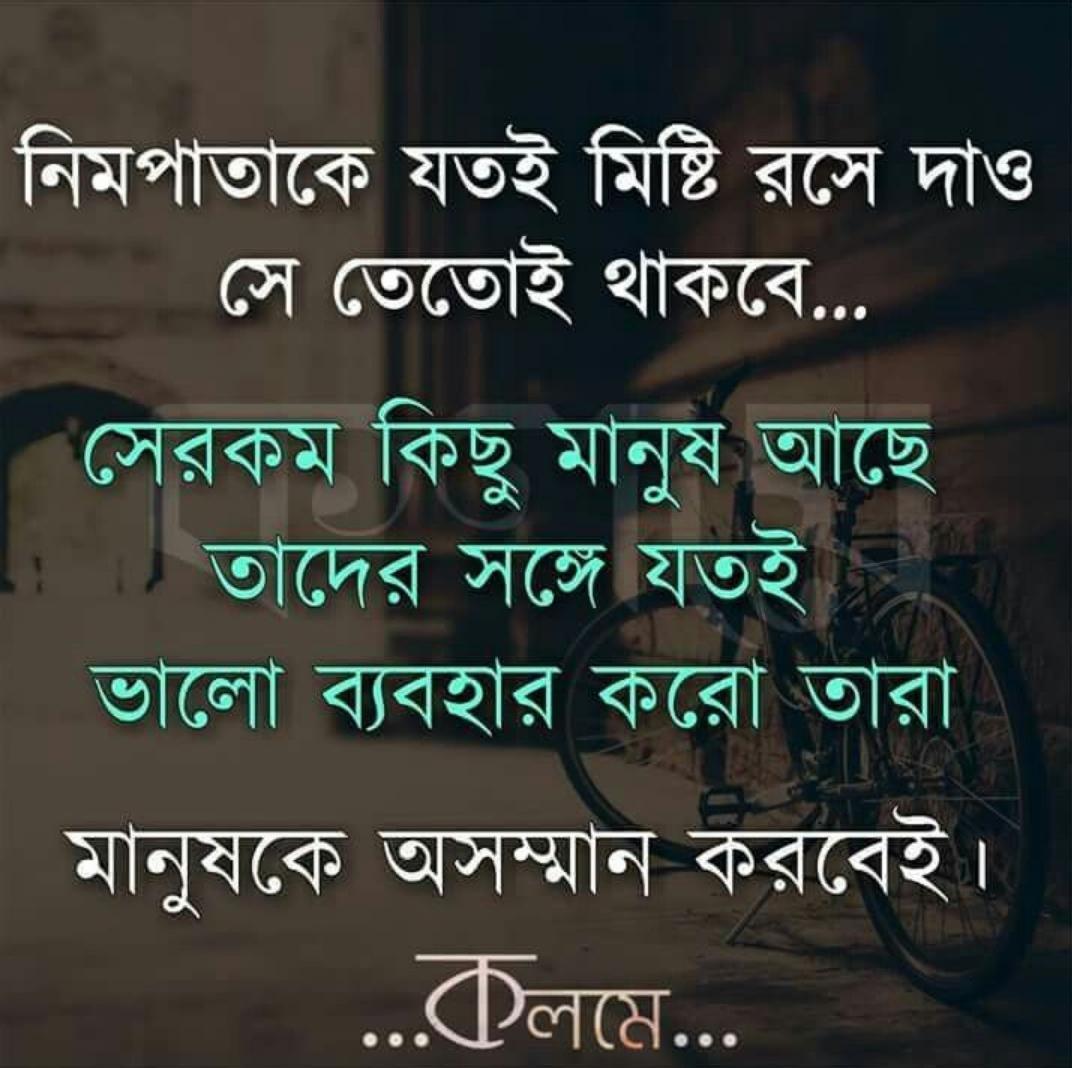 নিমপাতাকে যতই মিষ্টি রসে দাও
সে তেতোই থাকবে...
সেরকম কিছু মানুষ আছে
তাদের সঙ্গে যতই
ভালো ব্যবহার করো তারা
মানুষকে অসম্মান করবেই।
...কলমে...